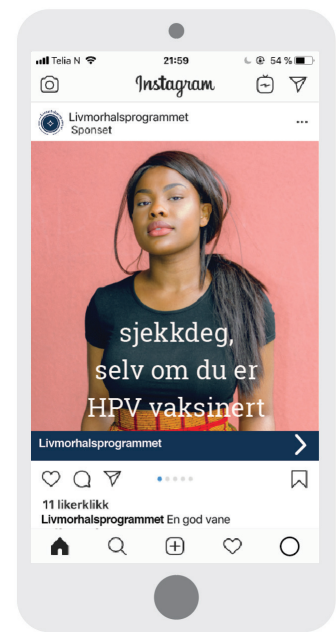 Telia N
21:59
54 %
Instagram
Livmorhalsprogrammet
Sponset
sjekkdeg,
selv om du er
HPV vaksinert
Livmorhalsprogrammet
11 likerklikk
Livmorhalsprogrammet En god vane